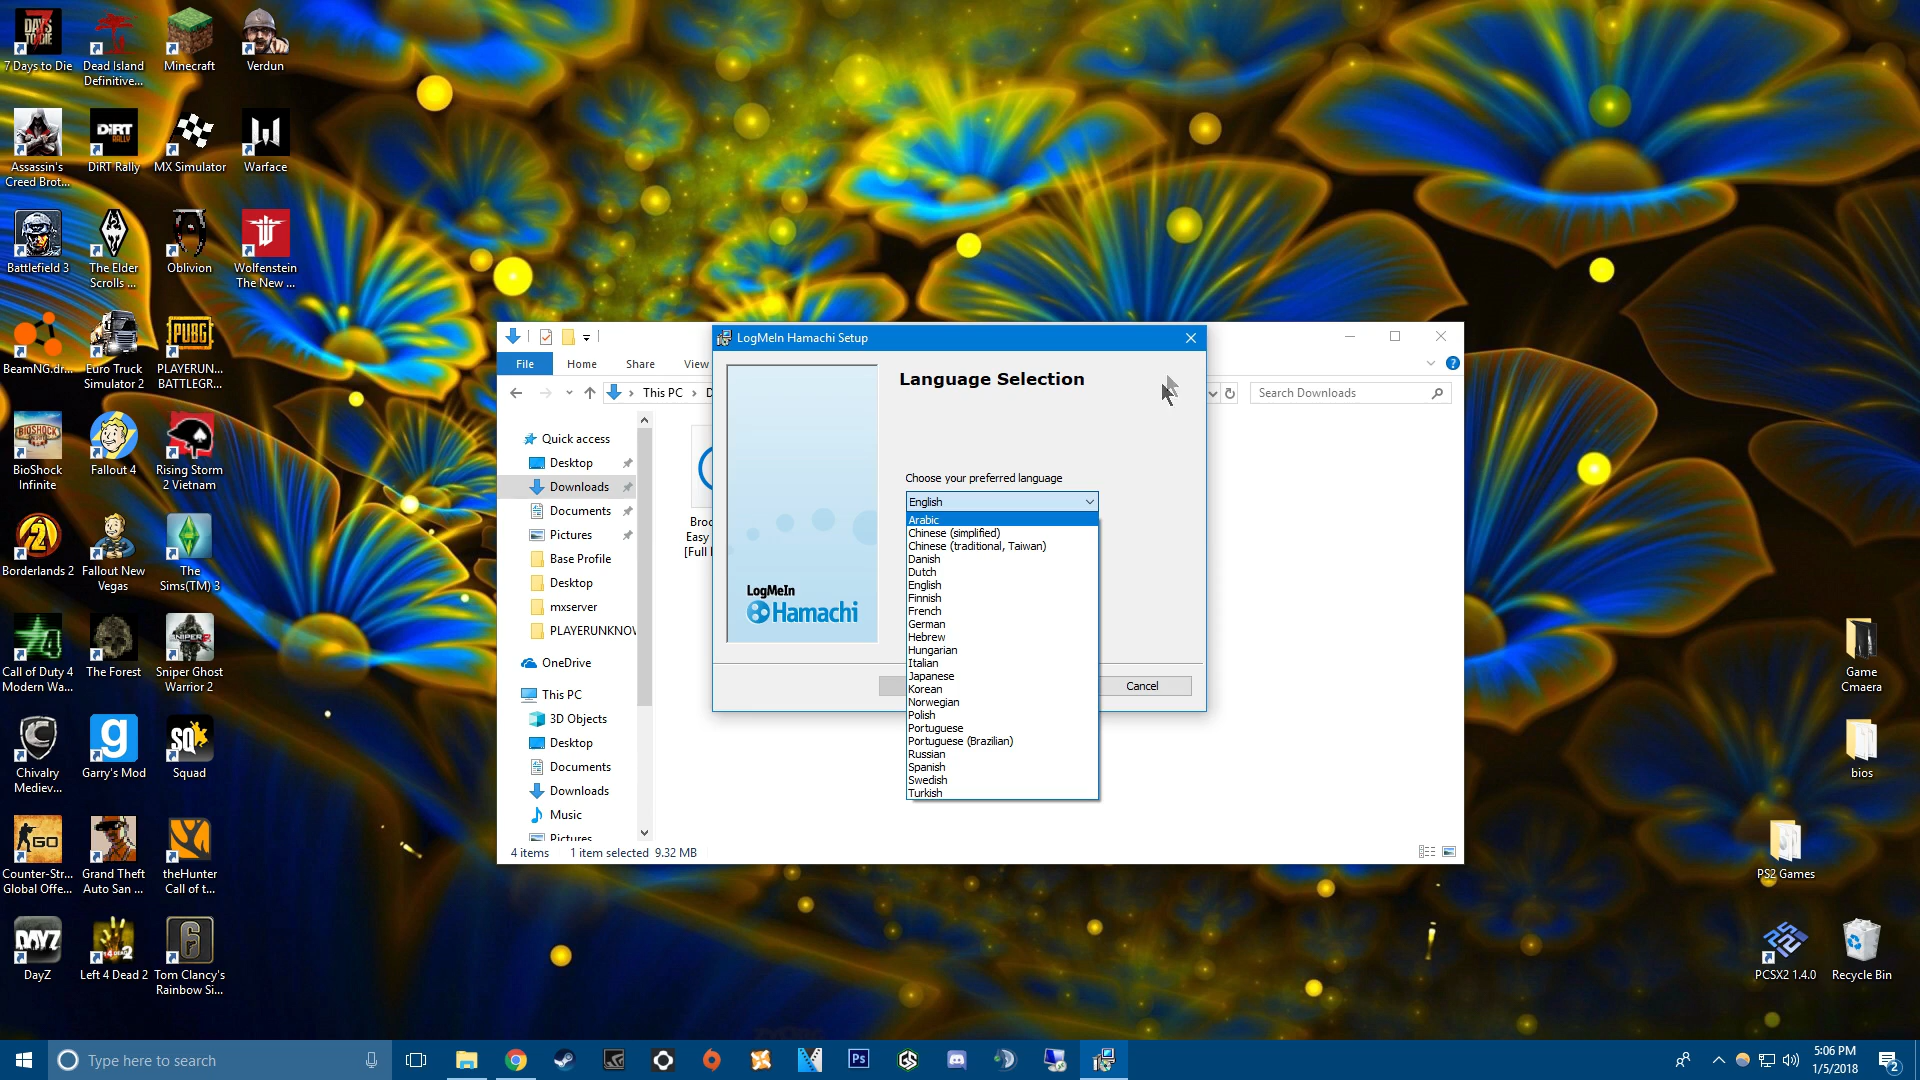 7 Days to Die
Dead Island
Definitive...
Minecraft
Verdun
Assassin's
Creed Brot...
DiRT Rally
MX Simulator
Warface
Battlefield 3
The Elder
Scrolls ...
Oblivion
Wolfenstein
The New ...
BeamNG.dr...
Euro Truck
Simulator 2
PLAYERUN...
BATTLEGR...
BioShock
Infinite
Fallout 4
Rising Storm
2 Vietnam
Borderlands 2
Fallout New
Vegas
The
Sims(TM) 3
Call of Duty 4
Modern Wa...
The Forest
Sniper Ghost
Warrior 2
Chivalry
Mediev...
Garry's Mod
Squad
Counter-Str...
Global Offe...
Grand Theft
Auto San ...
theHunter
Call of t...
DayZ
Left 4 Dead 2
Tom Clancy's
Rainbow Si...
File
Home
Share
View
This PC
Search Downloads
Quick access
Desktop
Downloads
Documents
Pictures
Base Profile
Desktop
mxserver
PLAYERUNKNOV
OneDrive
This PC
3D Objects
Desktop
Documents
Downloads
Music
Pictures
Easy
[Full
4 items
1 item selected 9.32 MB
LogMeIn Hamachi Setup
Language Selection
Choose your preferred language
English
Arabic
Chinese (simplified)
Chinese (traditional, Taiwan)
Danish
Dutch
English
Finnish
French
German
Hebrew
Hungarian
Italian
Japanese
Korean
Norwegian
Polish
Portuguese
Portuguese (Brazilian)
Russian
Spanish
Swedish
Turkish
LogMeIn
Hamachi
Cancel
Game
Cmaera
bios
PS2 Games
PCSX2 1.4.0
Recycle Bin
Type here to search
Ps
5:06 PM
1/5/2018
2